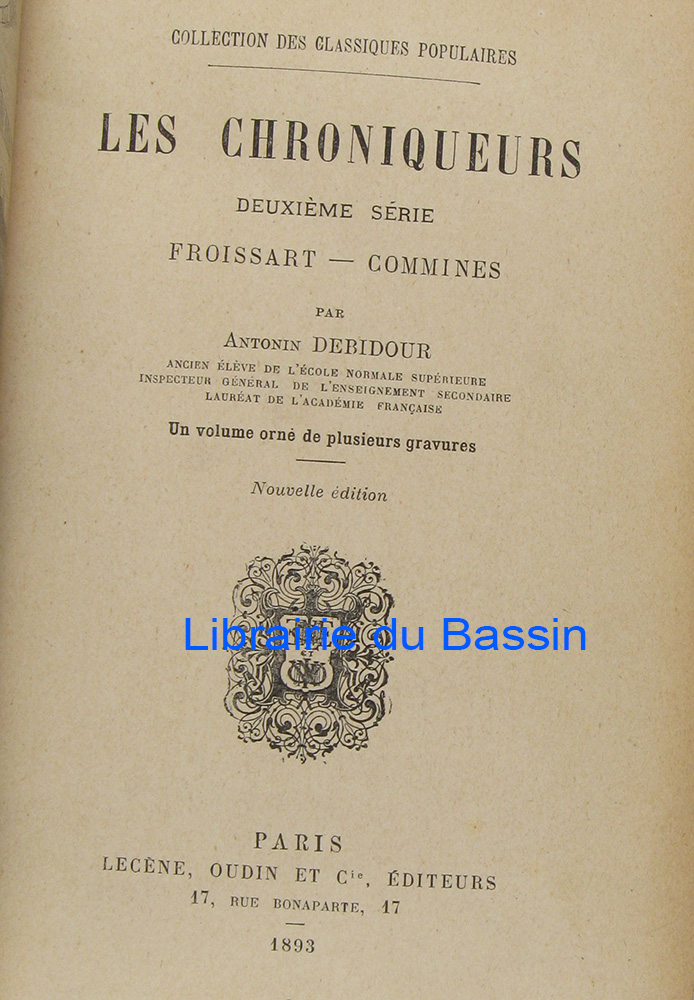 COLLECTION DES CLASSIQUES POPULAIRES
LES CHRONIQUEURS
DEUXIÈME SÉRIE
FROISSART — COMMINES
PAR
ANTONIN DEBIDOUR
ANCIEN ÉLÈVE DE L'ÉCOLE NORMALE SUPÉRIEURE
INSPECTEUR GÉNÉRAL DE L'ENSEIGNEMENT SECONDAIRE
LAURÉAT DE L'ACADÉMIE FRANÇAISE
Un volume orné de plusieurs gravures
Nouvelle édition
Librairie du Bassin
ET
PARIS
LECÈNE, OUDIN ET Cie, ÉDITEURS
17, RUE BONAPARTE, 17
1893